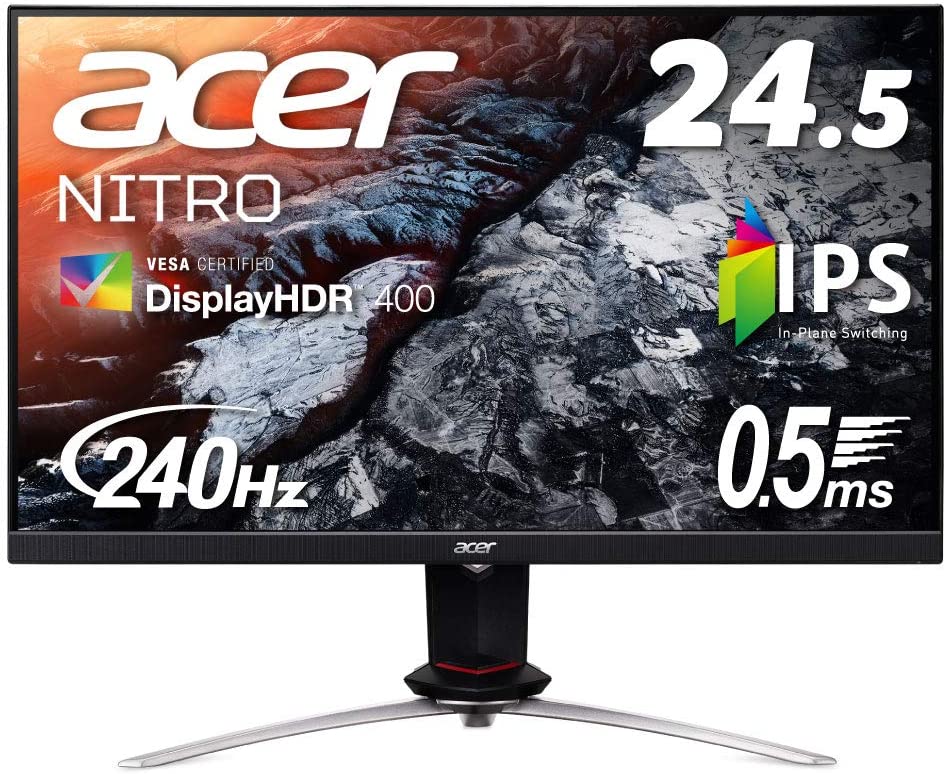 acer
24.5
NITRO
VESA CERTIFIED
DisplayHDR™ 400
IPS
In-Plane Switching
240Hz
0.5ms
acer